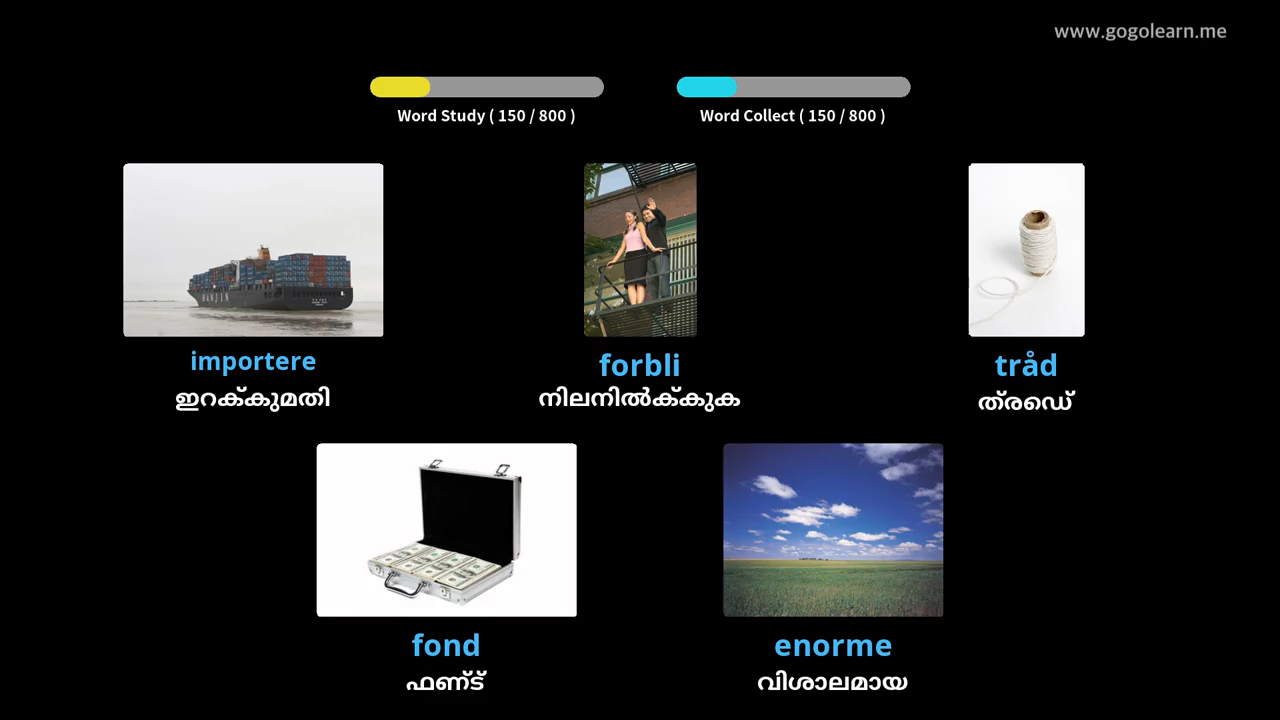 www.gogolearn.me
Word Study ( 150 / 800 )
Word Collect ( 150 / 800 )
importere
ഇറക്കുമതി
forbli
നിലനിൽക്കുക
tråd
ത്രഡെ്
fond
ഫണ്ട്
enorme
വിശാലമായ